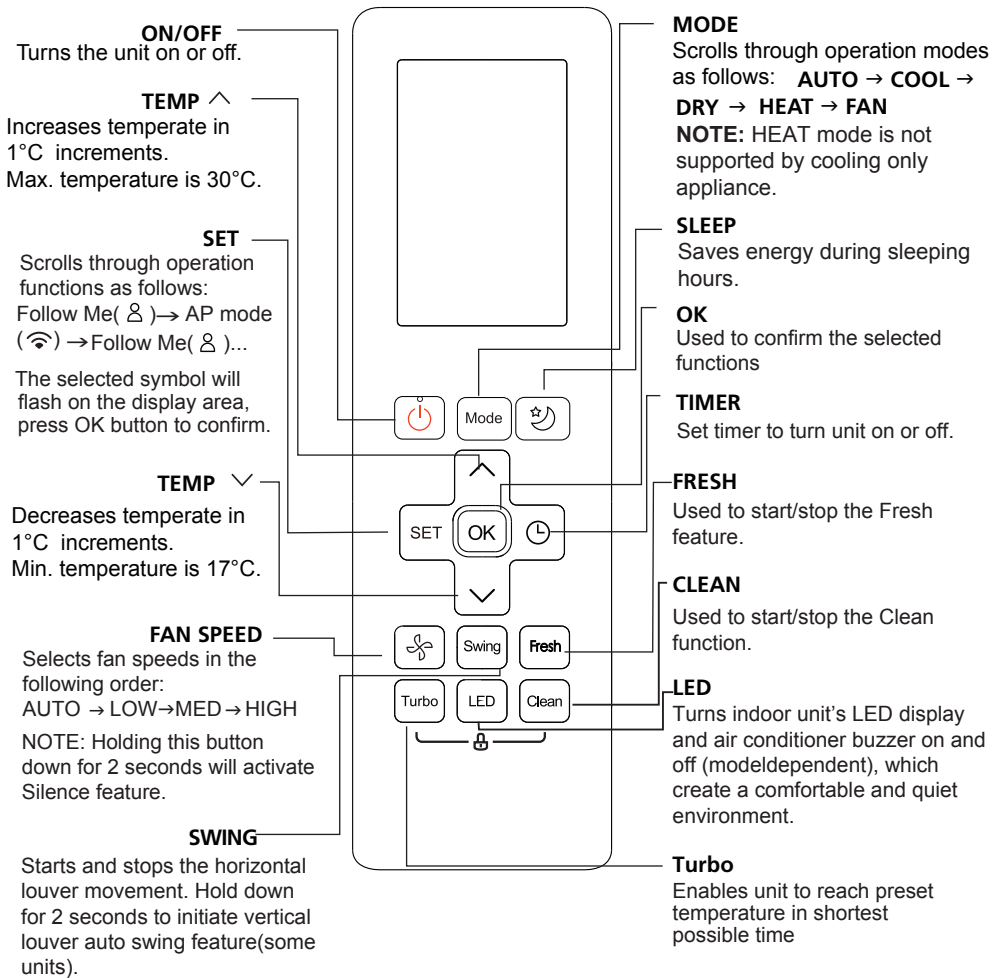 ON/OFF
Turns the unit on or off.
TEMP ∧
Increases temperate in
1°C increments.
Max. temperature is 30°C.
SET
Scrolls through operation
functions as follows:
Follow Me( )→ AP mode
( ) →Follow Me( )...
The selected symbol will
flash on the display area,
press OK button to confirm.
TEMP ∨
Decreases temperate in
1°C increments.
Min. temperature is 17°C.
FAN SPEED
Selects fan speeds in the
following order:
AUTO →LOW→MED→HIGH
NOTE: Holding this button
down for 2 seconds will activate
Silence feature.
SWING
Starts and stops the horizontal
louver movement. Hold down
for 2 seconds to initiate vertical
louver auto swing feature(some
units).
Mode
SET
OK
Swing
Fresh
Turbo
LED
Clean
MODE
Scrolls through operation modes
as follows: AUTO → COOL →
DRY → HEAT → FAN
NOTE: HEAT mode is not
supported by cooling only
appliance.
SLEEP
Saves energy during sleeping
hours.
OK
Used to confirm the selected
functions
TIMER
Set timer to turn unit on or off.
FRESH
Used to start/stop the Fresh
feature.
CLEAN
Used to start/stop the Clean
function.
LED
Turns indoor unit's LED display
and air conditioner buzzer on and
off (modeldependent), which
create a comfortable and quiet
environment.
Turbo
Enables unit to reach preset
temperature in shortest
possible time